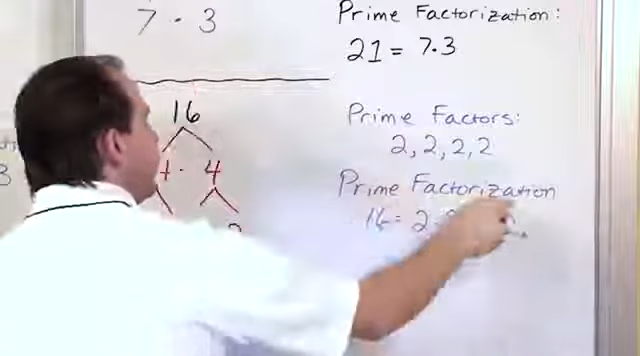 7 · 3
Prime Factorization:
21 = 7·3
16
· 4
Prime Factors:
2, 2, 2, 2
Prime Factorization
16 = 2 ·
3